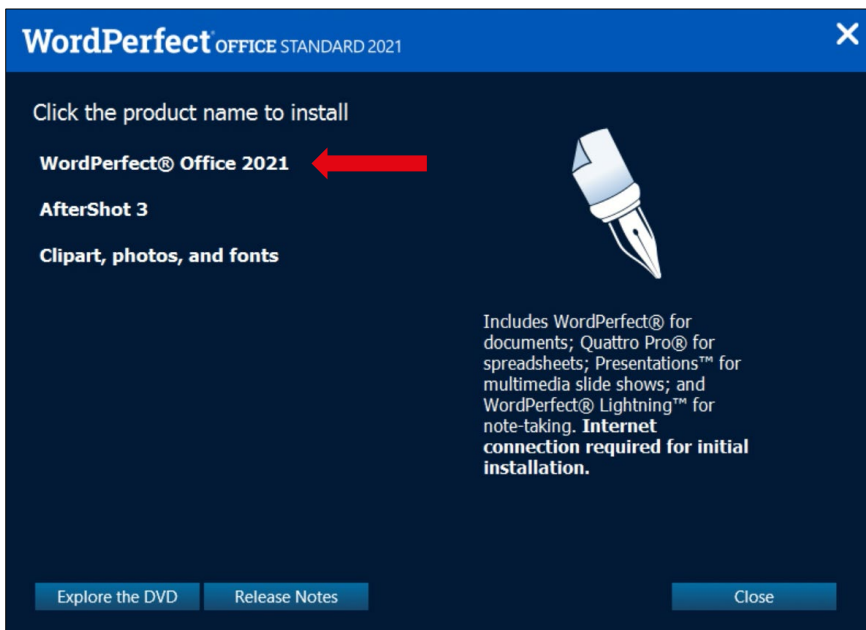 WordPerfect® OFFICE STANDARD 2021
Click the product name to install
WordPerfect® Office 2021
AfterShot 3
Clipart, photos, and fonts
Includes WordPerfect® for
documents; Quattro Pro® for
spreadsheets; Presentations™ for
multimedia slide shows; and
WordPerfect® Lightning™ for
note-taking. Internet
connection required for initial
installation.
Explore the DVD
Release Notes
Close